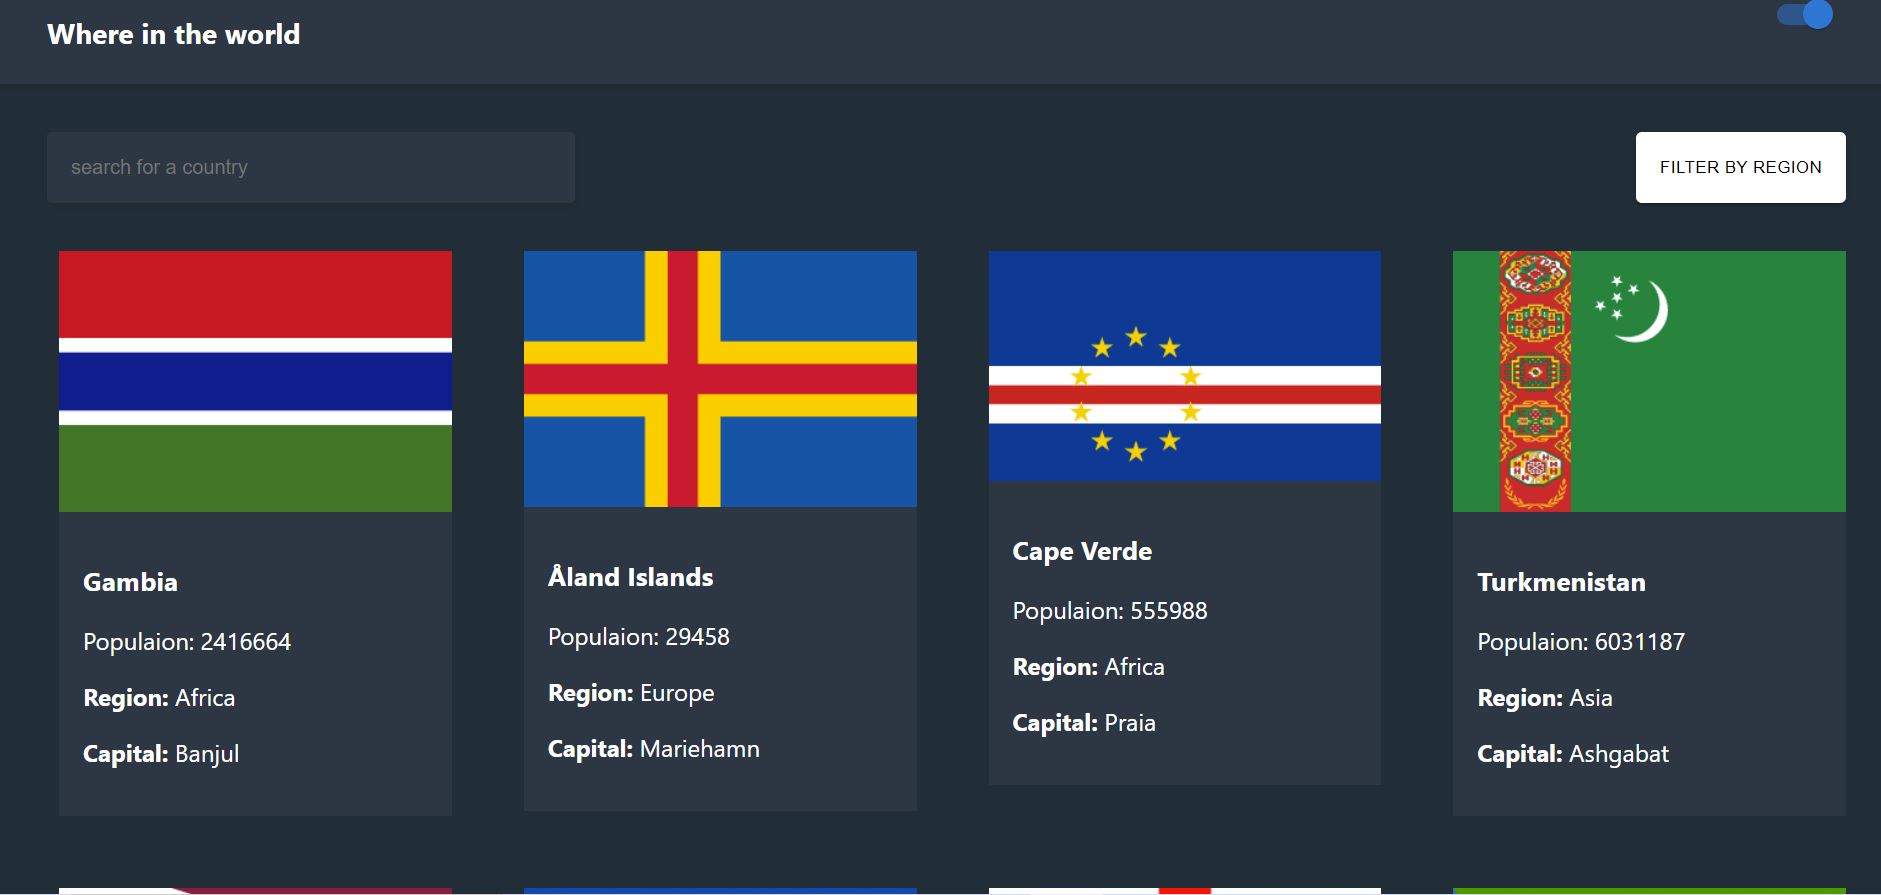 Where in the world
search for a country
FILTER BY REGION
Gambia
Populaion: 2416664
Region: Africa
Capital: Banjul
Åland Islands
Populaion: 29458
Region: Europe
Capital: Mariehamn
Cape Verde
Populaion: 555988
Region: Africa
Capital: Praia
Turkmenistan
Populaion: 6031187
Region: Asia
Capital: Ashgabat